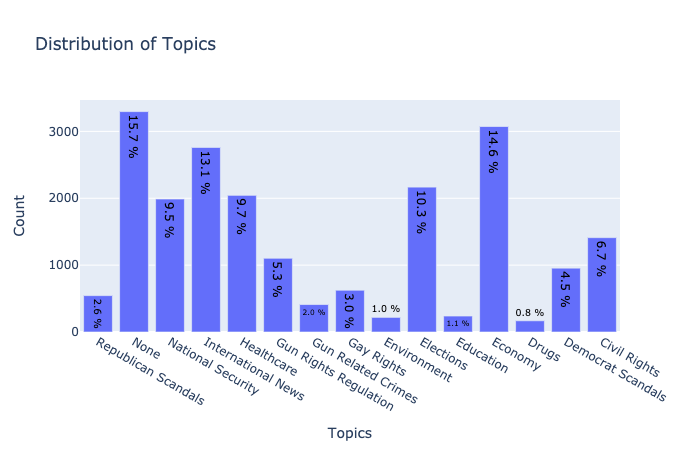 Distribution of Topics
Count
3000
2000
1000
0
2.6 %
15.7 %
9.5 %
13.1 %
9.7 %
5.3 %
2.0 %
3.0 %
1.0 %
10.3 %
1.1 %
14.6 %
0.8 %
4.5 %
6.7 %
Republican Scandals
None
National Security
International News
Healthcare
Gun Rights Regulation
Gun Related Crimes
Gay Rights
Environment
Elections
Education
Economy
Drugs
Democrat Scandals
Civil Rights
Topics